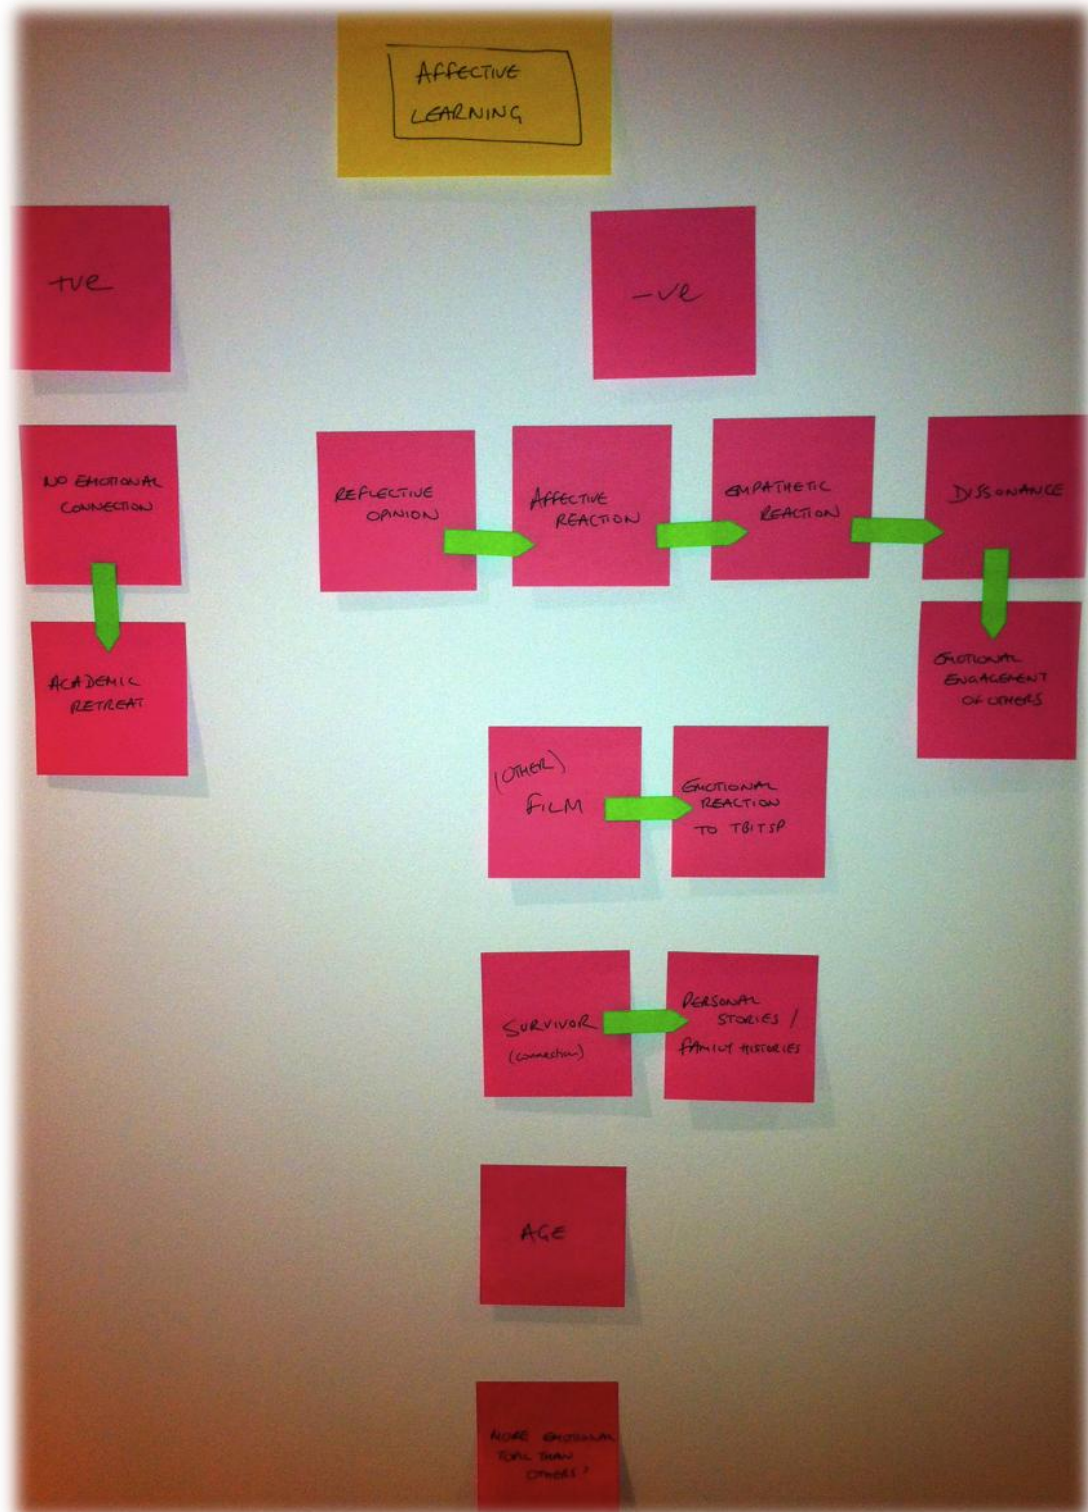 AFFECTIVE
LEARNING
+ve
-ve
NO EMOTIONAL
CONNECTION
REFLECTIVE
OPINION
AFFECTIVE
REACTION
EMPATHETIC
REACTION
DISSONANCE
ACADEMIC
RETREAT
EMOTIONAL
ENGAGEMENT
OF OTHERS
(OTHER)
FILM
EMOTIONAL
REACTION
TO TBITSP
SURVIVOR
(connection)
PERSONAL
STORIES /
FAMILY HISTORIES
AGE
MORE EMOTIONAL
TOPIC THAN
OTHERS?